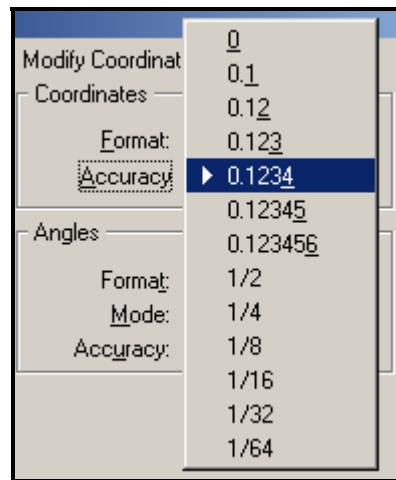 Modify Coordinat
Coordinates
Format:
Accuracy
Angles
Format:
Mode:
Accuracy:
0
0.1
0.12
0.123
0.1234
0.12345
0.123456
1/2
1/4
1/8
1/16
1/32
1/64